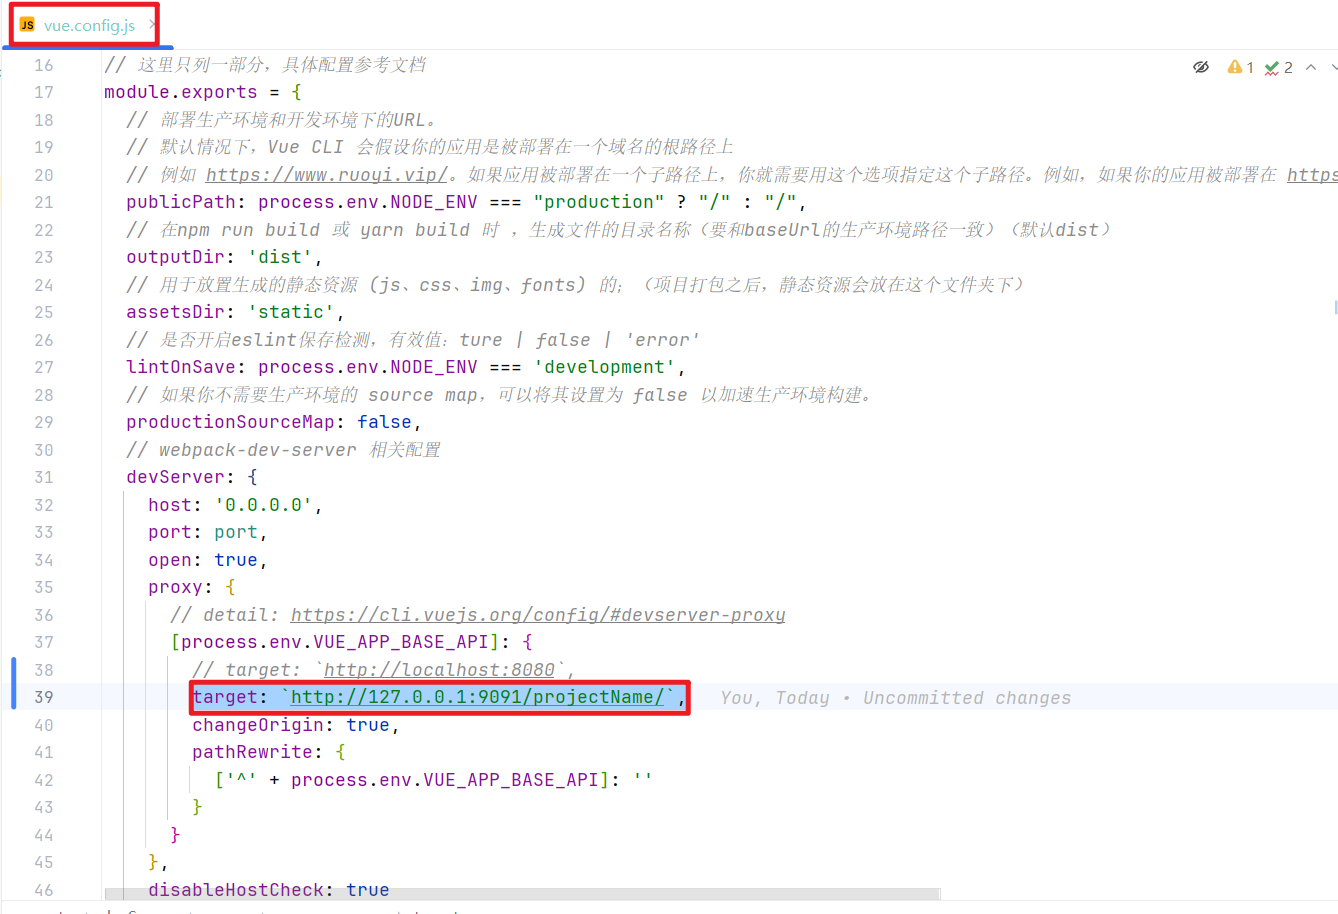 JS vue.config.js
1 2
16 // 这里只列一部分，具体配置参考文档
17 module.exports = {
18 // 部署生产环境和开发环境下的URL。
19 // 默认情况下，Vue CLI 会假设你的应用是被部署在一个域名的根路径上
20 // 例如 https://www.ruoyi.vip/。如果应用被部署在一个子路径上，你就需要用这个选项指定这个子路径。例如，如果你的应用被部署在 https
21 publicPath: process.env.NODE_ENV === "production" ? "/" : "/",
22 // 在npm run build 或 yarn build 时 ，生成文件的目录名称（要和baseUrl的生产环境路径一致）（默认dist）
23 outputDir: 'dist',
24 // 用于放置生成的静态资源 (js、css、img、fonts) 的；（项目打包之后，静态资源会放在这个文件夹下）
25 assetsDir: 'static',
26 // 是否开启eslint保存检测，有效值：ture | false | 'error'
27 lintOnSave: process.env.NODE_ENV === 'development',
28 // 如果你不需要生产环境的 source map，可以将其设置为 false 以加速生产环境构建。
29 productionSourceMap: false,
30 // webpack-dev-server 相关配置
31 devServer: {
32 host: '0.0.0.0',
33 port: port,
34 open: true,
35 proxy: {
36 // detail: https://cli.vuejs.org/config/#devserver-proxy
37 [process.env.VUE_APP_BASE_API]: {
38 // target: `http://localhost:8080`,
39 target: `http://127.0.0.1:9091/projectName/`, You, Today • Uncommitted changes
40 changeOrigin: true,
41 pathRewrite: {
42 ['^' + process.env.VUE_APP_BASE_API]: ''
43 }
44 }
45 },
46 disableHostCheck: true